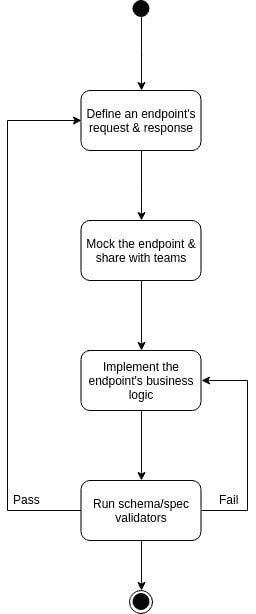 Define an endpoint's
request & response
Mock the endpoint &
share with teams
Implement the
endpoint's business
logic
Pass
Run schema/spec
validators
Fail